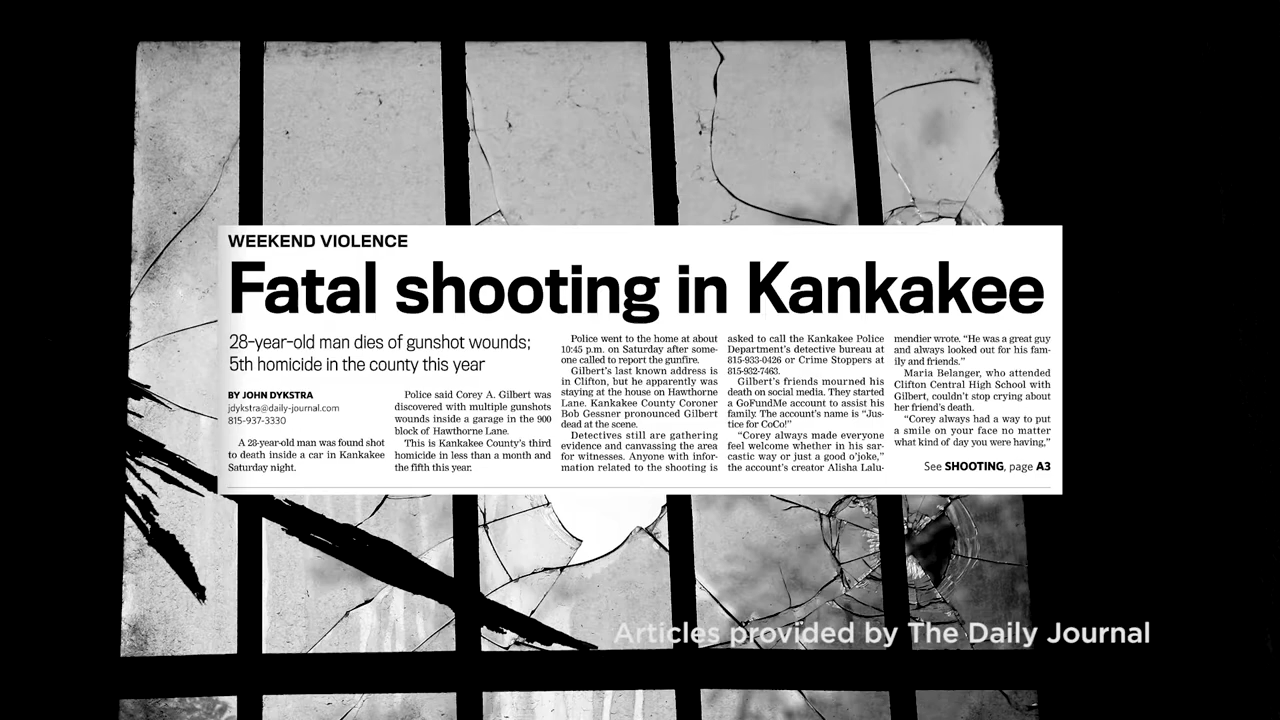 WEEKEND VIOLENCE
Fatal shooting in Kankakee
28-year-old man dies of gunshot wounds;
5th homicide in the county this year
BY JOHN DYKSTRA
jdykstra@daily-journal.com
815-937-3330
A 28-year-old man was found shot
to death inside a car in Kankakee
Saturday night.
Police said Corey A. Gilbert was
discovered with multiple gunshots
wounds inside a garage in the 900
block of Hawthorne Lane.
This is Kankakee County's third
homicide in less than a month and
the fifth this year.
Police went to the home at about
10:45 p.m. on Saturday after some-
one called to report the gunfire.
Gilbert's last known address is
in Clifton, but he apparently was
staying at the house on Hawthorne
Lane. Kankakee County Coroner
Bob Gessner pronounced Gilbert
dead at the scene.
Detectives still are gathering
evidence and canvassing the area
for witnesses. Anyone with infor-
mation related to the shooting is
asked to call the Kankakee Police
Department's detective bureau at
815-933-0426 or Crime Stoppers at
815-932-7463.
Gilbert's friends mourned his
death on social media. They started
a GoFundMe account to assist his
family. The account's name is "Jus-
tice for CoCo!"
"Corey always made everyone
feel welcome whether in his sar-
castic way or just a good o'joke,"
the account's creator Alisha Lalu-
mendier wrote. "He was a great guy
and always looked out for his fam-
ily and friends."
Maria Belanger, who attended
Clifton Central High School with
Gilbert, couldn't stop crying about
her friend's death.
"Corey always had a way to put
a smile on your face no matter
what kind of day you were having,"
See SHOOTING, page A3
Articles provided by The Daily Journal